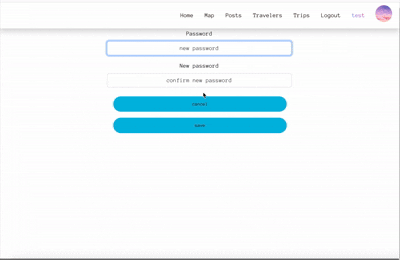 Home Map Posts Travelers Trips Logout test
Password
new password
New password
confirm new password
cancel
save